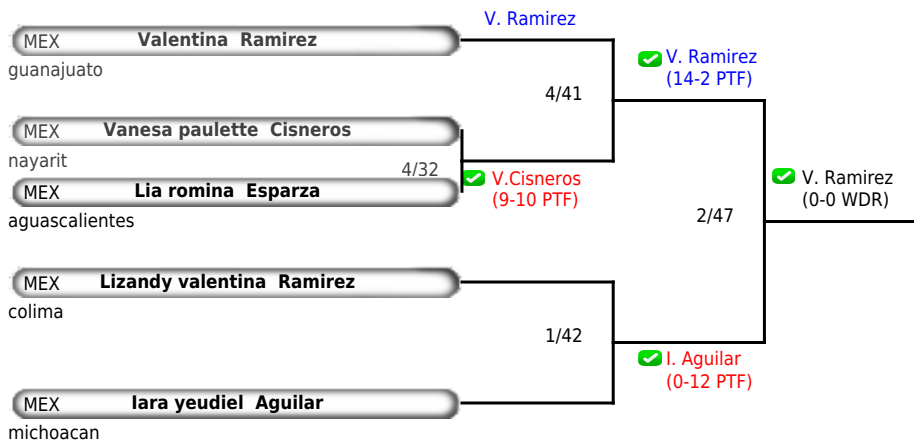 V. Ramirez
MEX Valentina Ramirez
guanajuato
V. Ramirez
(14-2 PTF)
4/41
MEX Vanesa paulette Cisneros
nayarit
4/32
V.Cisneros
(9-10 PTF)
MEX Lia romina Esparza
aguascalientes
V. Ramirez
(0-0 WDR)
2/47
MEX Lizandy valentina Ramirez
colima
1/42
I. Aguilar
(0-12 PTF)
MEX Iara yeudiel Aguilar
michoacan